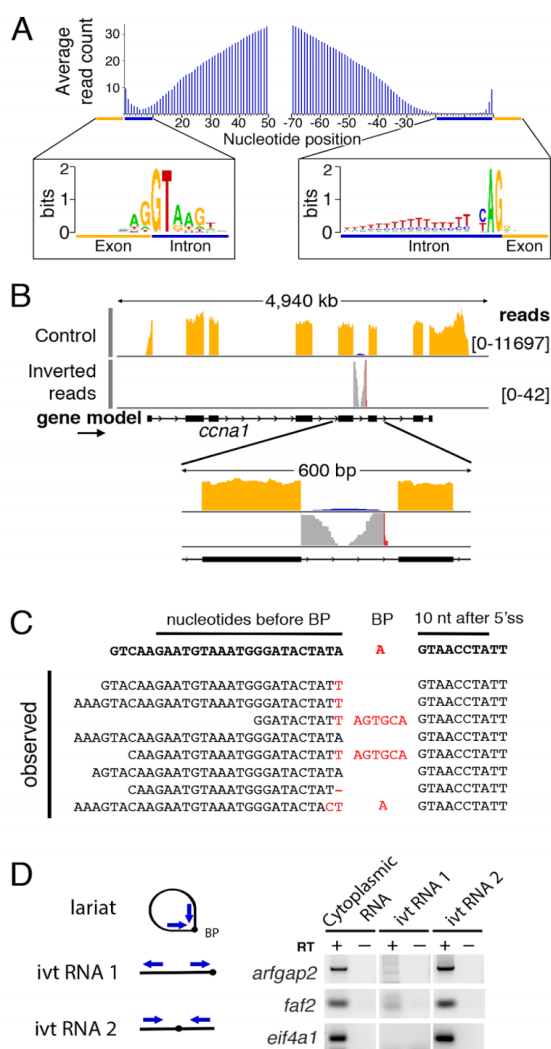 A
Average
read count
30
20
10
10 20 30 40 50 -70 -60 -50 -40 -30 -20 -10
Nucleotide position
2
bits
1
0
AGGTAAGT
Exon Intron
2
bits
1
0
TTTTTTTTTTTTTT CAG
T
Intron Exon
B
4,940 kb
reads
Control
[0-11697]
Inverted
reads
[0-42]
gene model
ccna1
600 bp
C
nucleotides before BP BP 10 nt after 5'ss
GTCAAGAATGTAAATGGGATACTATA A GTAACCTATT
observed
GTACAAGAATGTAAATGGGATACTATT GTAACCTATT
AAAGTACAAGAATGTAAATGGGATACTATT GTAACCTATT
GGATACTATT AGTGCA GTAACCTATT
AAAGTACAAGAATGTAAATGGGATACTATA GTAACCTATT
CAAGAATGTAAATGGGATACTATT AGTGCA GTAACCTATT
AGTACAAGAATGTAAATGGGATACTATA GTAACCTATT
CAAGAATGTAAATGGGATACTAT- GTAACCTATT
AAAGTACAAGAATGTAAATGGGATACTACT A GTAACCTATT
D
lariat
BP
ivt RNA 1
ivt RNA 2
Cytoplasmic
RNA
ivt RNA 1
ivt RNA 2
RT + – + – + –
arfgap2
faf2
eif4a1